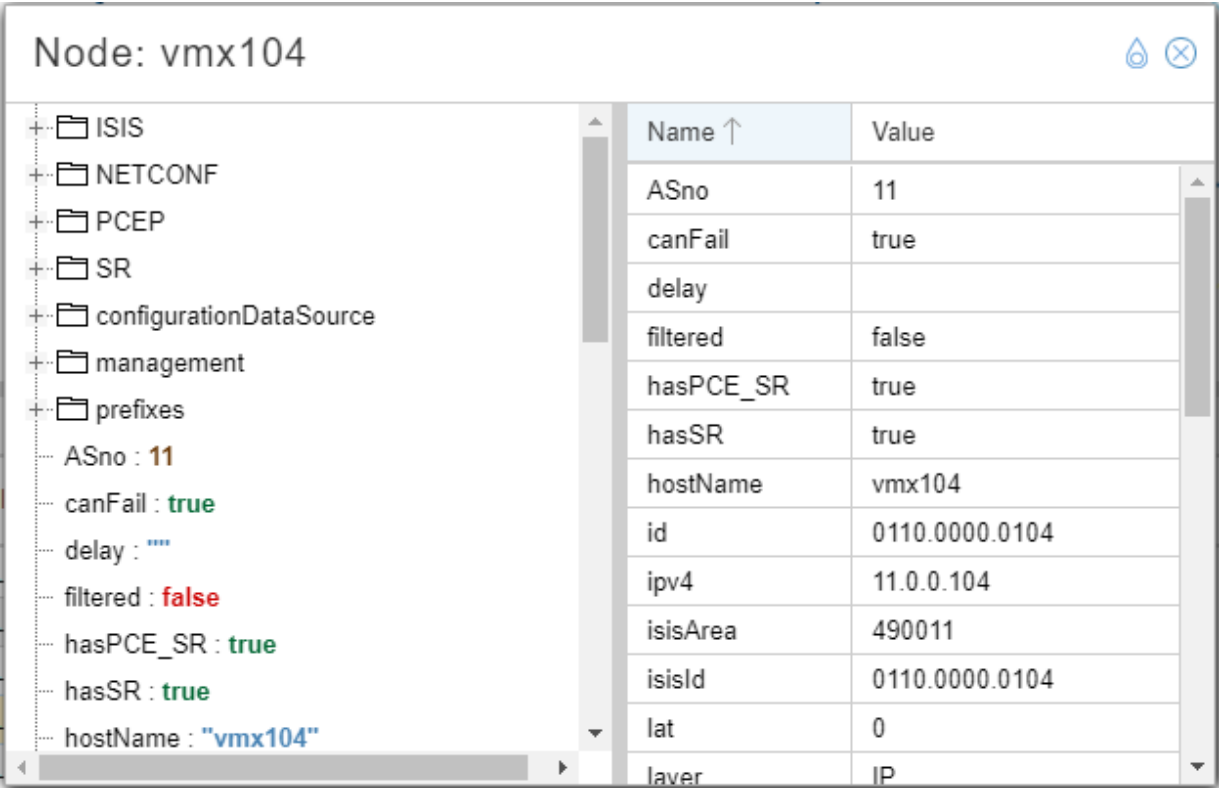 Node: vmx104
ISIS
NETCONF
PCEP
SR
configurationDataSource
management
prefixes
ASno : 11
canFail : true
delay : ""
filtered : false
hasPCE_SR : true
hasSR : true
hostName : "vmx104"
Name ↑ Value
ASno 11
canFail true
delay
filtered false
hasPCE_SR true
hasSR true
hostName vmx104
id 0110.0000.0104
ipv4 11.0.0.104
isisArea 490011
isisId 0110.0000.0104
lat 0
layer IP